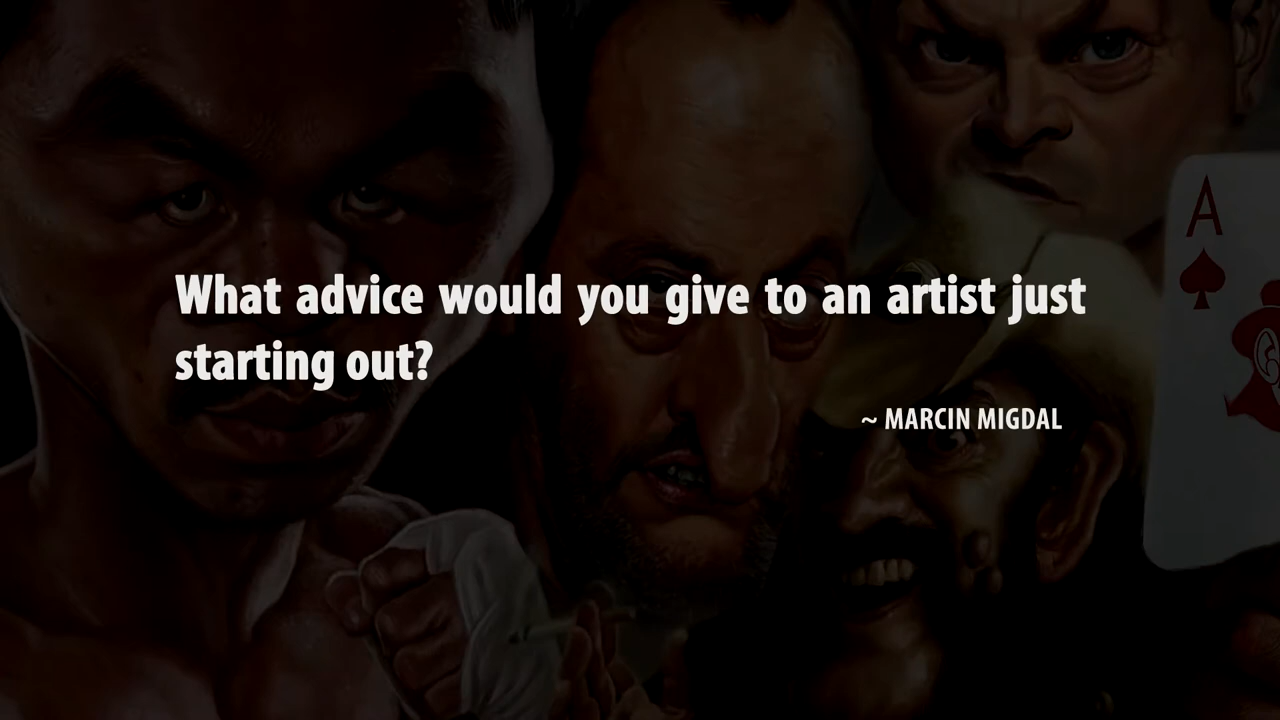 What advice would you give to an artist just
starting out?
~ MARCIN MIGDAL
A